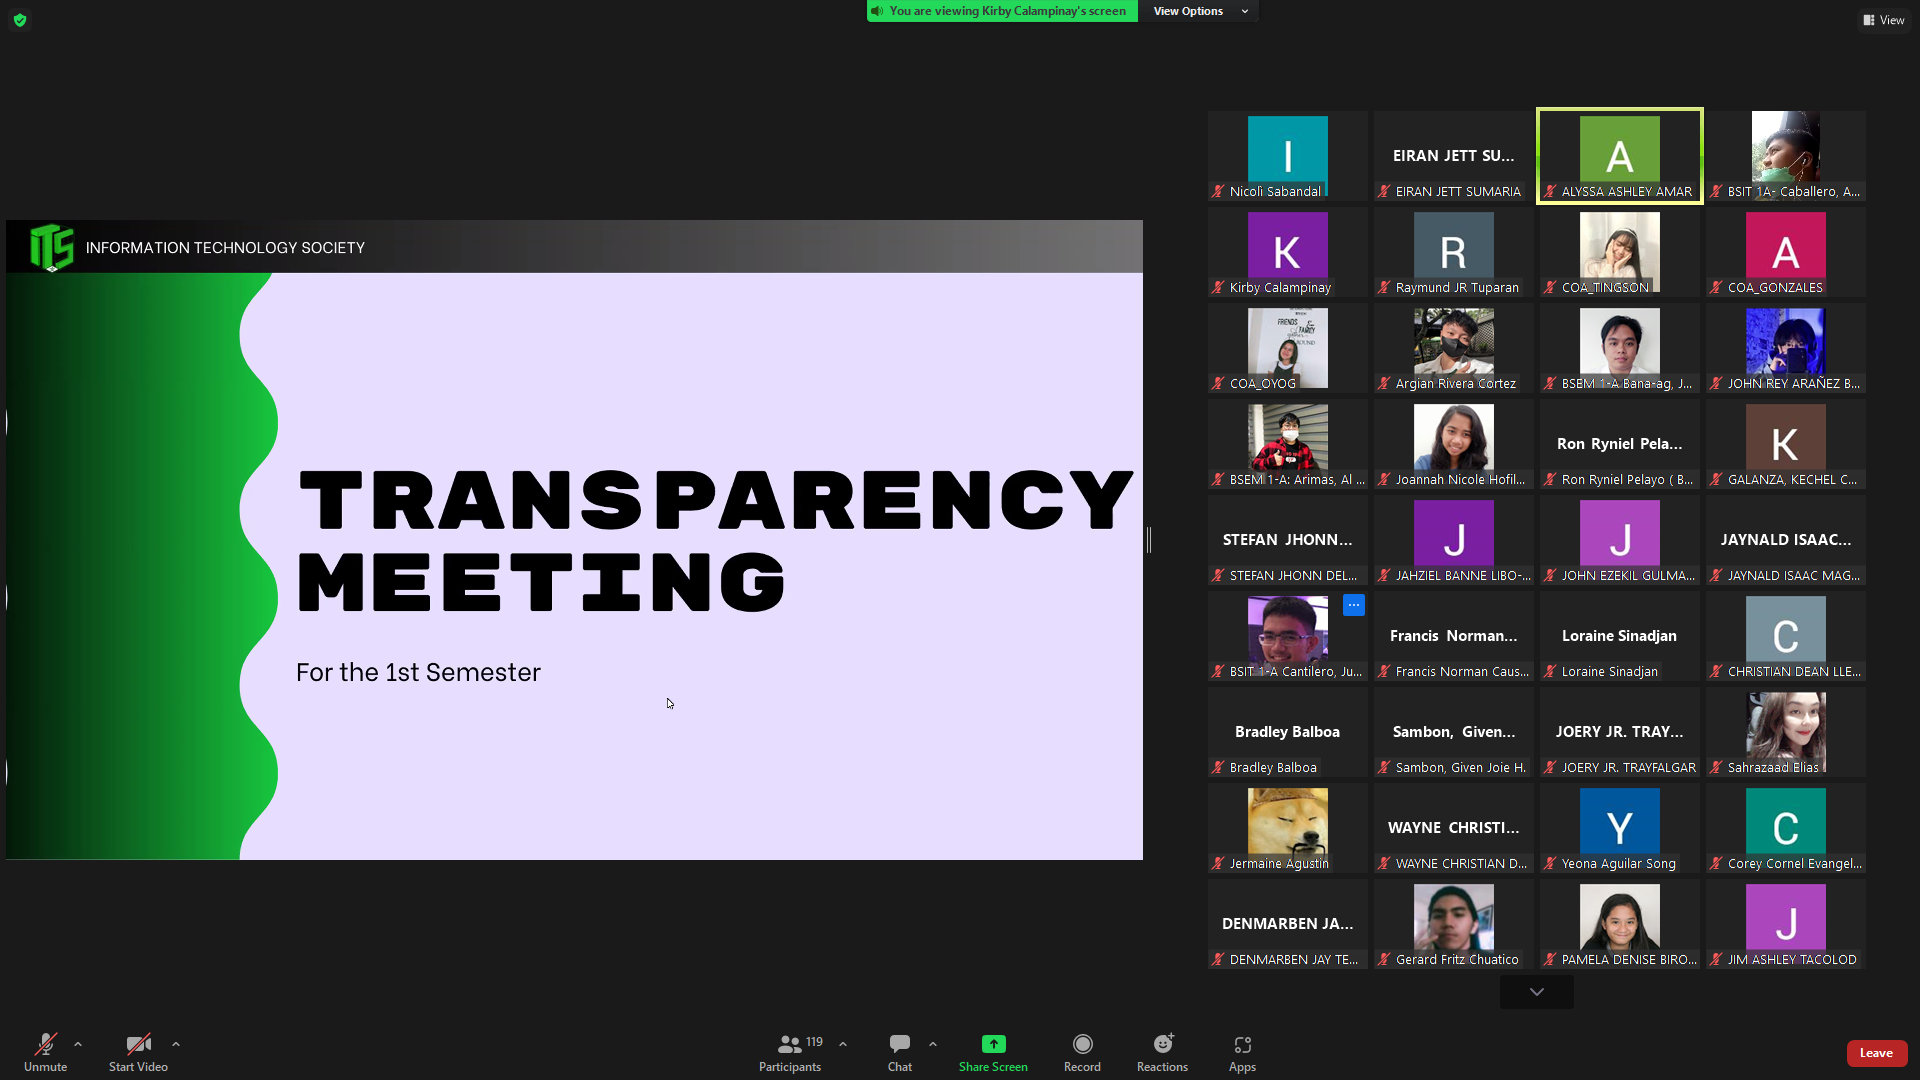 You are viewing Kirby Calampinay's screen
View Options
View
ITS
INFORMATION TECHNOLOGY SOCIETY
TRANSPARENCY
MEETING
For the 1st Semester
I
Nicoli Sabandal
EIRAN JETT SU...
EIRAN JETT SUMARIA
A
ALYSSA ASHLEY AMAR
BSIT 1A- Caballero, A...
K
Kirby Calampinay
R
Raymund JR Tuparan
COA_TINGSON
A
COA_GONZALES
FRIENDS &
FAMILY
gather
ROUND
COA_OYOG
Argian Rivera Cortez
BSEM 1-A Bana-ag, J...
JOHN REY ARAÑEZ B...
BSEM 1-A: Arimas, Al ...
Joannah Nicole Hofil...
Ron Ryniel Pela...
Ron Ryniel Pelayo ( B...
K
GALANZA, KECHEL C...
STEFAN JHONN...
STEFAN JHONN DEL...
J
JAHZIEL BANNE LIBO-...
J
JOHN EZEKIL GULMA...
JAYNALD ISAAC...
JAYNALD ISAAC MAG...
...
BSIT 1-A Cantilero, Ju...
Francis Norman...
Francis Norman Caus...
Loraine Sinadjan
Loraine Sinadjan
C
CHRISTIAN DEAN LLE...
Bradley Balboa
Bradley Balboa
Sambon, Given...
Sambon, Given Joie H.
JOERY JR. TRAY...
JOERY JR. TRAYFALGAR
Sahrazaad Elias
Jermaine Agustin
WAYNE CHRISTI...
WAYNE CHRISTIAN D...
Y
Yeona Aguilar Song
C
Corey Cornel Evangel...
DENMARBEN JA...
DENMARBEN JAY TE...
Gerard Fritz Chuatico
PAMELA DENISE BIRO...
J
JIM ASHLEY TACOLOD
Unmute
Start Video
119
Participants
Chat
Share Screen
Record
Reactions
Apps
Leave